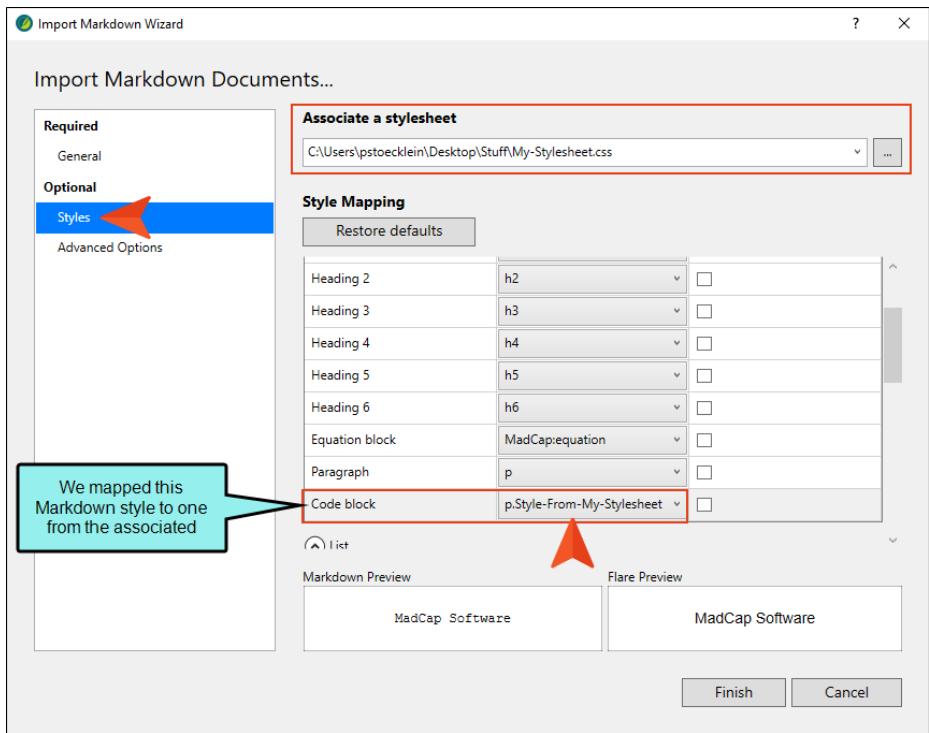 Import Markdown Wizard
?
Import Markdown Documents...
Required
General
Optional
Styles
Advanced Options
Associate a stylesheet
C:\Users\pstoecklein\Desktop\Stuff\My-Stylesheet.css
...
Style Mapping
Restore defaults
Heading 2 h2
Heading 3 h3
Heading 4 h4
Heading 5 h5
Heading 6 h6
Equation block MadCap:equation
Paragraph p
Code block p.Style-From-My-Stylesheet
List
We mapped this
Markdown style to one
from the associated
Markdown Preview Flare Preview
MadCap Software MadCap Software
Finish Cancel